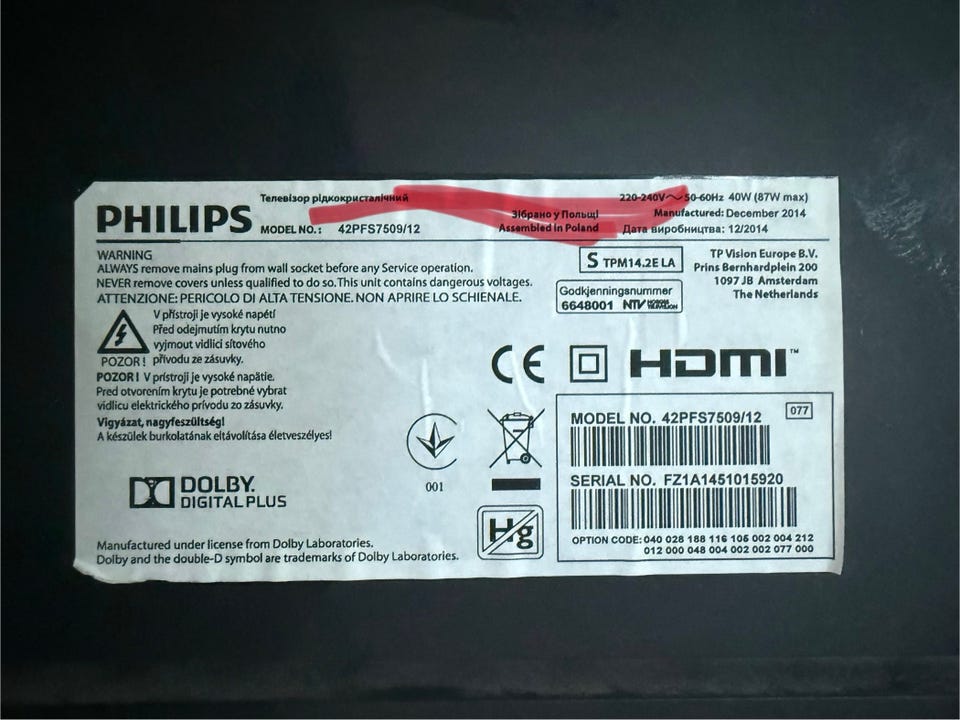 Телевізор рідкокристалічний
220-240V~50-60Hz 40W (87W max)
PHILIPS
Зібрано у Польщі
Manufactured: December 2014
MODEL NO.: 42PFS7509/12
Assembled in Poland
Дата виробництва: 12/2014
WARNING
ALWAYS remove mains plug from wall socket before any Service operation.
NEVER remove covers unless qualified to do so. This unit contains dangerous voltages.
ATTENZIONE: PERICOLO DI ALTA TENSIONE. NON APRIRE LO SCHIENALE.
S TPM14.2E LA
TP Vision Europe B.V.
Prins Bernhardplein 200
1097 JB Amsterdam
The Netherlands
Godkjenningsnummer
6648001 NTV NORSK TELEVISJON
V přístroji je vysoké napětí
Před odejmutím krytu nutno
vyjmout vidlici síťového
POZOR! přívodu ze zásuvky.
POZOR! V prístroji je vysoké napätie.
Pred otvorením krytu je potrebné vybrat
vidlicu elektrického prívodu zo zásuvky.
Vigyázat, nagyfeszültség!
A készülek burkolatának eltávolítása életveszélyes!
CE
HDMI™
001
DOLBY.
DIGITAL PLUS
Hg
Manufactured under license from Dolby Laboratories.
Dolby and the double-D symbol are trademarks of Dolby Laboratories.
077
MODEL NO. 42PFS7509/12
SERIAL NO. FZ1A1451015920
OPTION CODE: 040 028 188 116 105 002 004 212
012 000 048 004 002 002 077 000